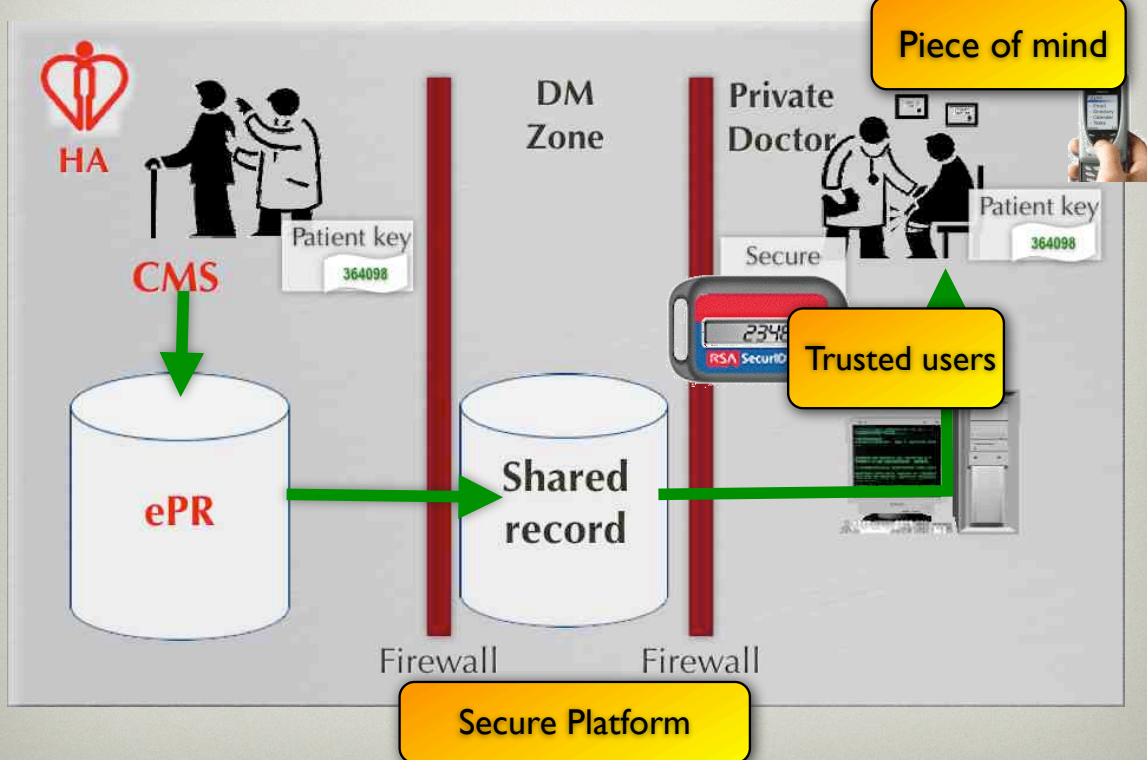 Piece of mind
HA
DM
Zone
Private
Doctor
Patient key
364098
Patient key
364098
CMS
Secure
RSA SecurID
Trusted users
ePR
Shared
record
Firewall
Firewall
Secure Platform